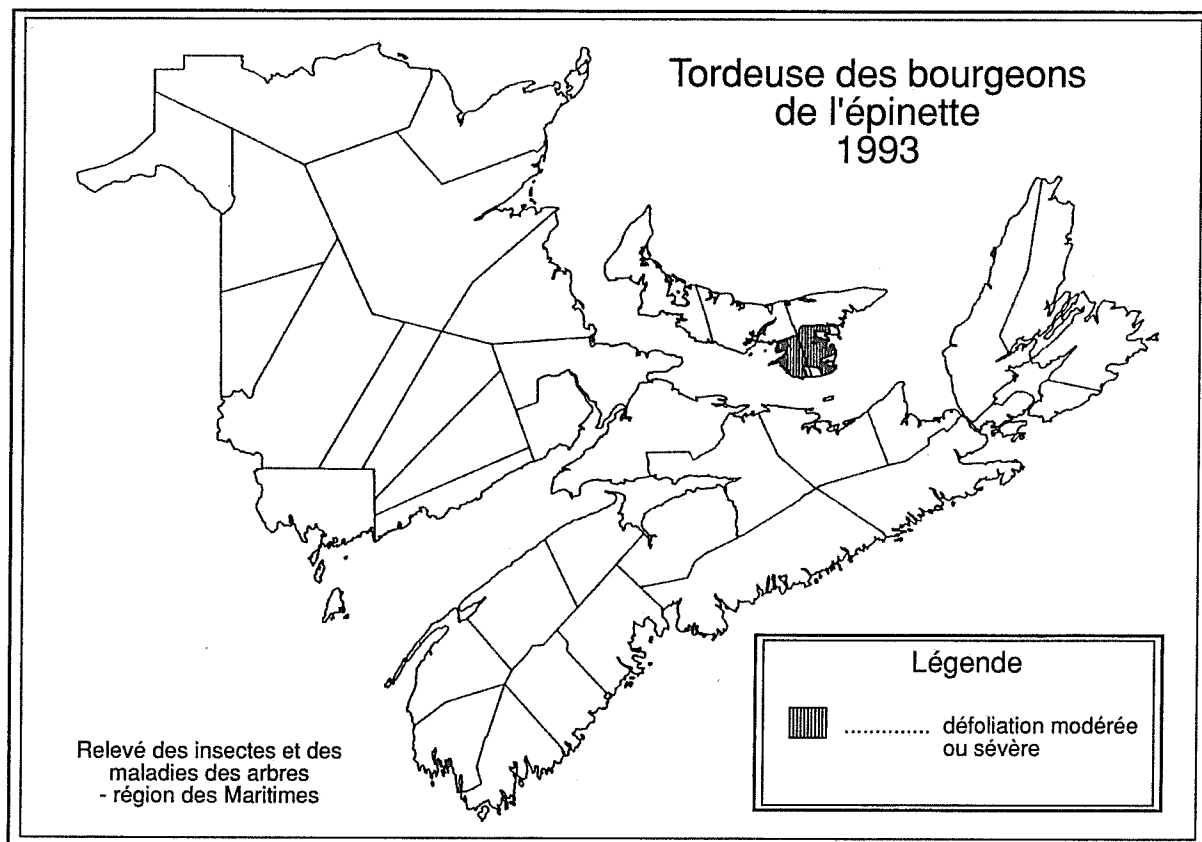 Tordeuse des bourgeons
de l'épinette
1993
Légende
.............. défoliation modérée
ou sévère
Relevé des insectes et des
maladies des arbres
- région des Maritimes